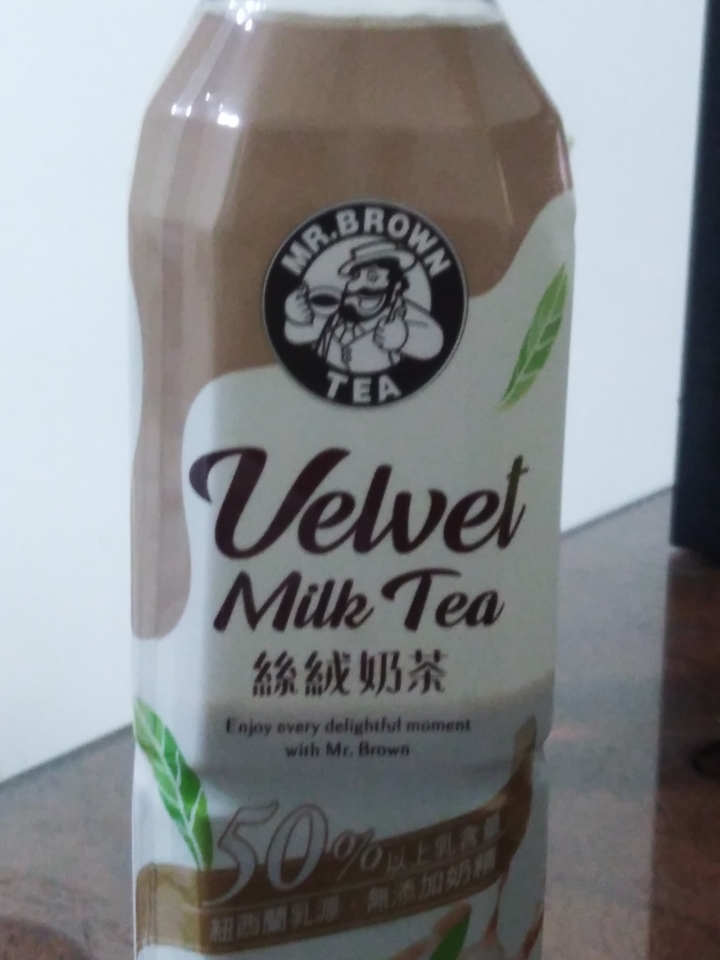 MR. BROWN
TEA
Velvet
Milk Tea
絲絨奶茶
Enjoy every delightful moment
with Mr. Brown
50%以上乳含量
紐西蘭乳源・無添加奶精